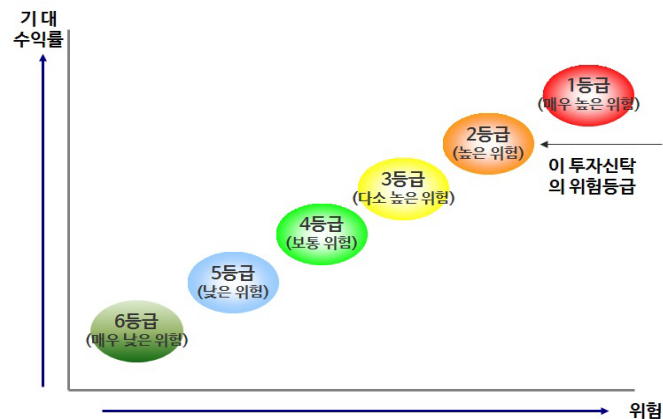 기 대
수익률
1등급
(매우 높은 위험)
2등급
(높은 위험)
이 투자신탁
의 위험등급
3등급
(다소 높은 위험)
4등급
(보통 위험)
5등급
(낮은 위험)
6등급
(매우 낮은 위험)
위험